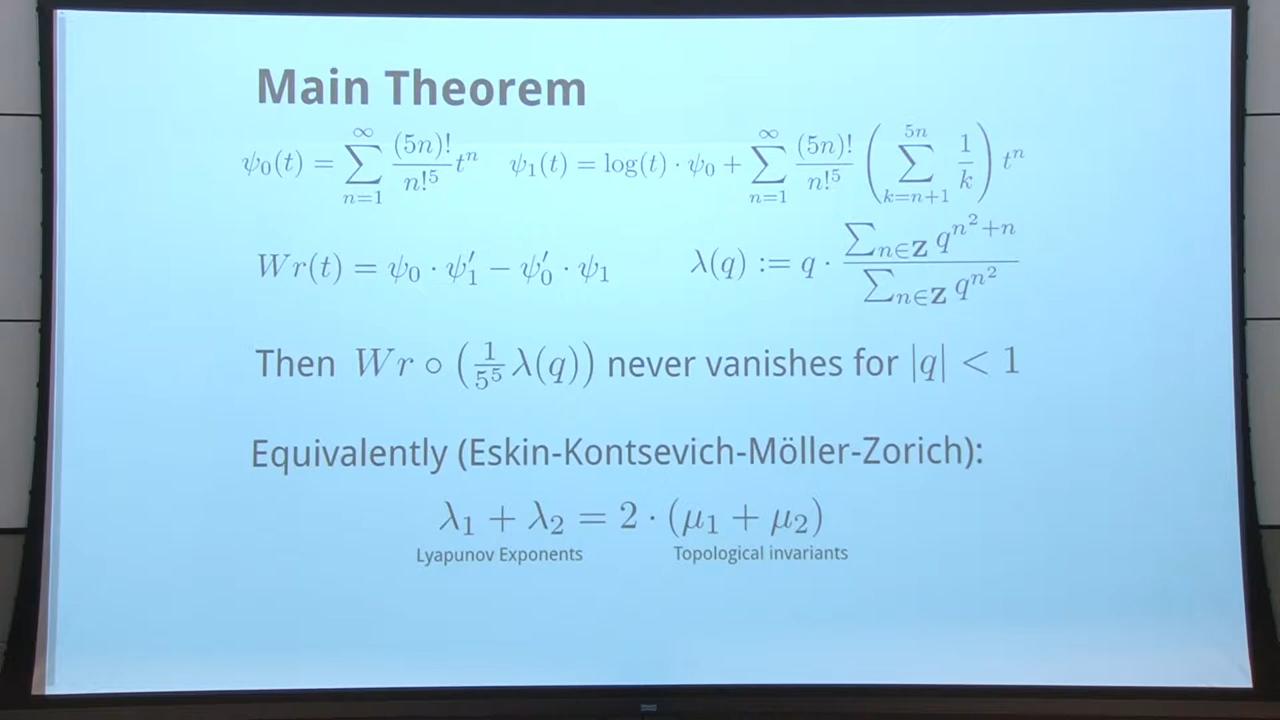 Main Theorem
ψ₀(t) = ∑_{n=1}^{∞} (5n)!/n!⁵ tⁿ   ψ₁(t) = log(t) · ψ₀ + ∑_{n=1}^{∞} (5n)!/n!⁵ (∑_{k=n+1}^{5n} 1/k) tⁿ
Wr(t) = ψ₀ · ψ₁′ − ψ₀′ · ψ₁   λ(q) := q · ∑_{n∈Z} q^{n²+n} / ∑_{n∈Z} q^{n²}
Then Wr ∘ (1/5⁵ λ(q)) never vanishes for |q| < 1
Equivalently (Eskin-Kontsevich-Möller-Zorich):
λ₁ + λ₂ = 2 · (μ₁ + μ₂)
Lyapunov Exponents   Topological invariants